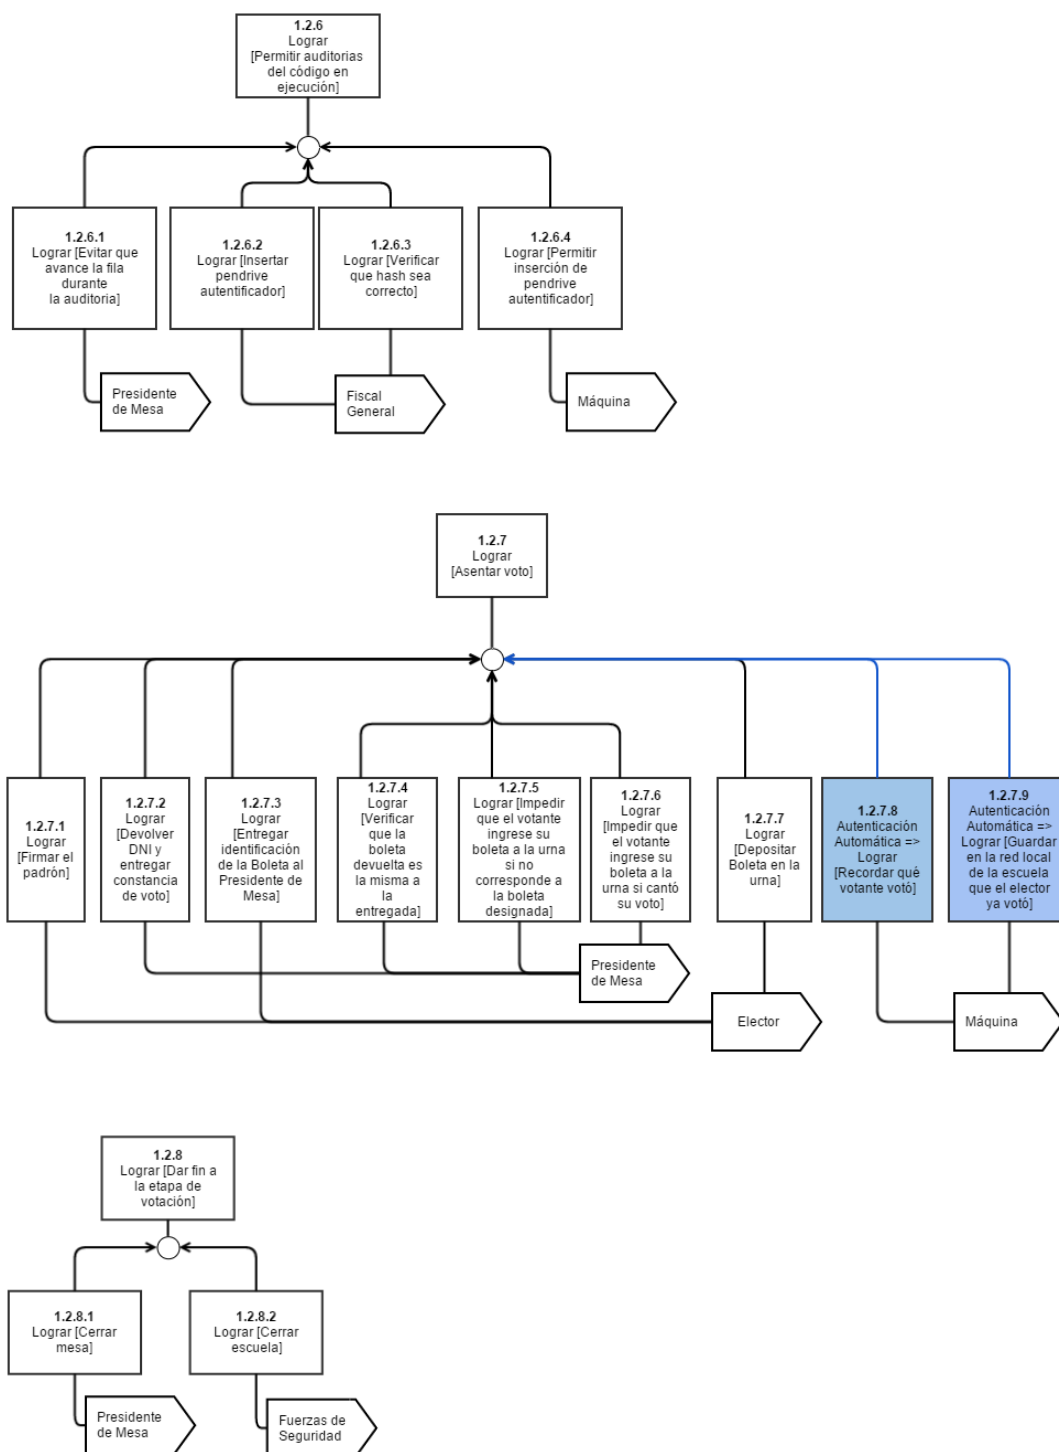 1.2.6
Lograr
[Permitir auditorias
del código en
ejecución]
1.2.6.1
Lograr [Evitar que
avance la fila
durante
la auditoria]
1.2.6.2
Lograr [Insertar
pendrive
autentificador]
1.2.6.3
Lograr [Verificar
que hash sea
correcto]
1.2.6.4
Lograr [Permitir
inserción de
pendrive
autentificador]
Presidente
de Mesa
Fiscal
General
Máquina
1.2.7
Lograr
[Asentar voto]
1.2.7.1
Lograr
[Firmar el
padrón]
1.2.7.2
Lograr
[Devolver
DNI y
entregar
constancia
de voto]
1.2.7.3
Lograr
[Entregar
identificación
de la Boleta al
Presidente de
Mesa]
1.2.7.4
Lograr
[Verificar
que la
boleta
devuelta es
la misma a
la
entregada]
1.2.7.5
Lograr [Impedir
que el votante
ingrese su
boleta a la urna
si no
corresponde a
la boleta
designada]
1.2.7.6
Lograr
[Impedir que
el votante
ingrese su
boleta a la
urna si cantó
su voto]
1.2.7.7
Lograr
[Depositar
Boleta en la
urna]
1.2.7.8
Autenticación
Automática =>
Lograr
[Recordar qué
votante votó]
1.2.7.9
Autenticación
Automática =>
Lograr [Guardar
en la red local
de la escuela
que el elector
ya votó]
Presidente
de Mesa
Elector
Máquina
1.2.8
Lograr [Dar fin a
la etapa de
votación]
1.2.8.1
Lograr [Cerrar
mesa]
1.2.8.2
Lograr [Cerrar
escuela]
Presidente
de Mesa
Fuerzas de
Seguridad